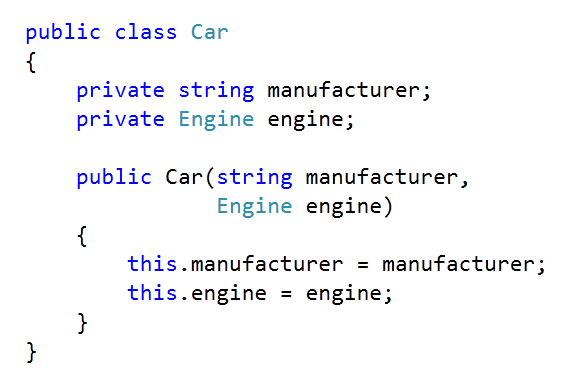 public class Car
{
    private string manufacturer;
    private Engine engine;

    public Car(string manufacturer,
               Engine engine)
    {
        this.manufacturer = manufacturer;
        this.engine = engine;
    }
}